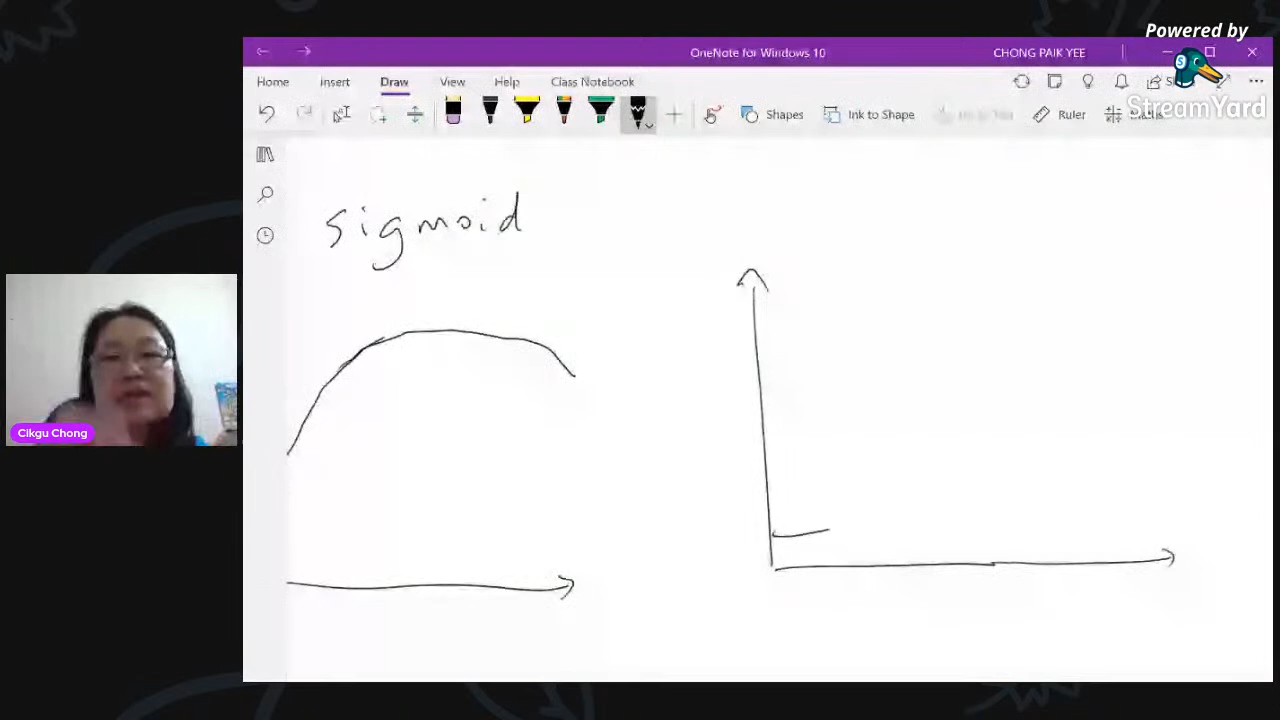 Powered by
StreamYard
OneNote for Windows 10
CHONG PAIK YEE
Home
Insert
Draw
View
Help
Class Notebook
Shapes
Ink to Shape
Ruler
sigmoid
Cikgu Chong